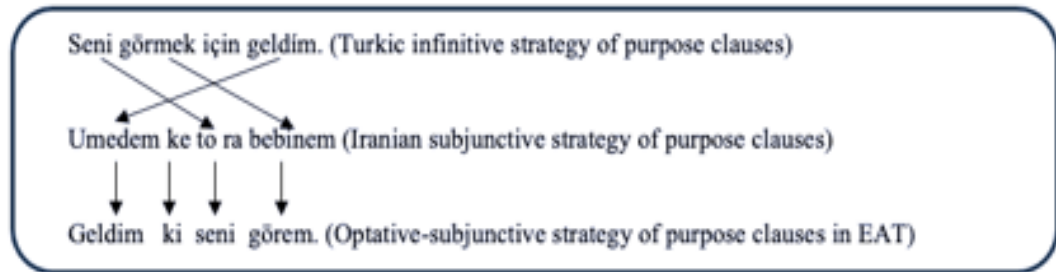 Seni görmek için geldim. (Turkic infinitive strategy of purpose clauses)
Umedem ke to ra bebinem (Iranian subjunctive strategy of purpose clauses)
Geldim ki seni görem. (Optative-subjunctive strategy of purpose clauses in EAT)